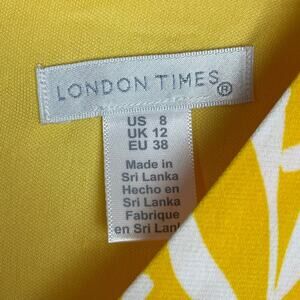 LONDON TIMES®
US 8
UK 12
EU 38
Made in
Sri Lanka
Hecho en
Sri Lanka
Fabrique
en Sri Lan